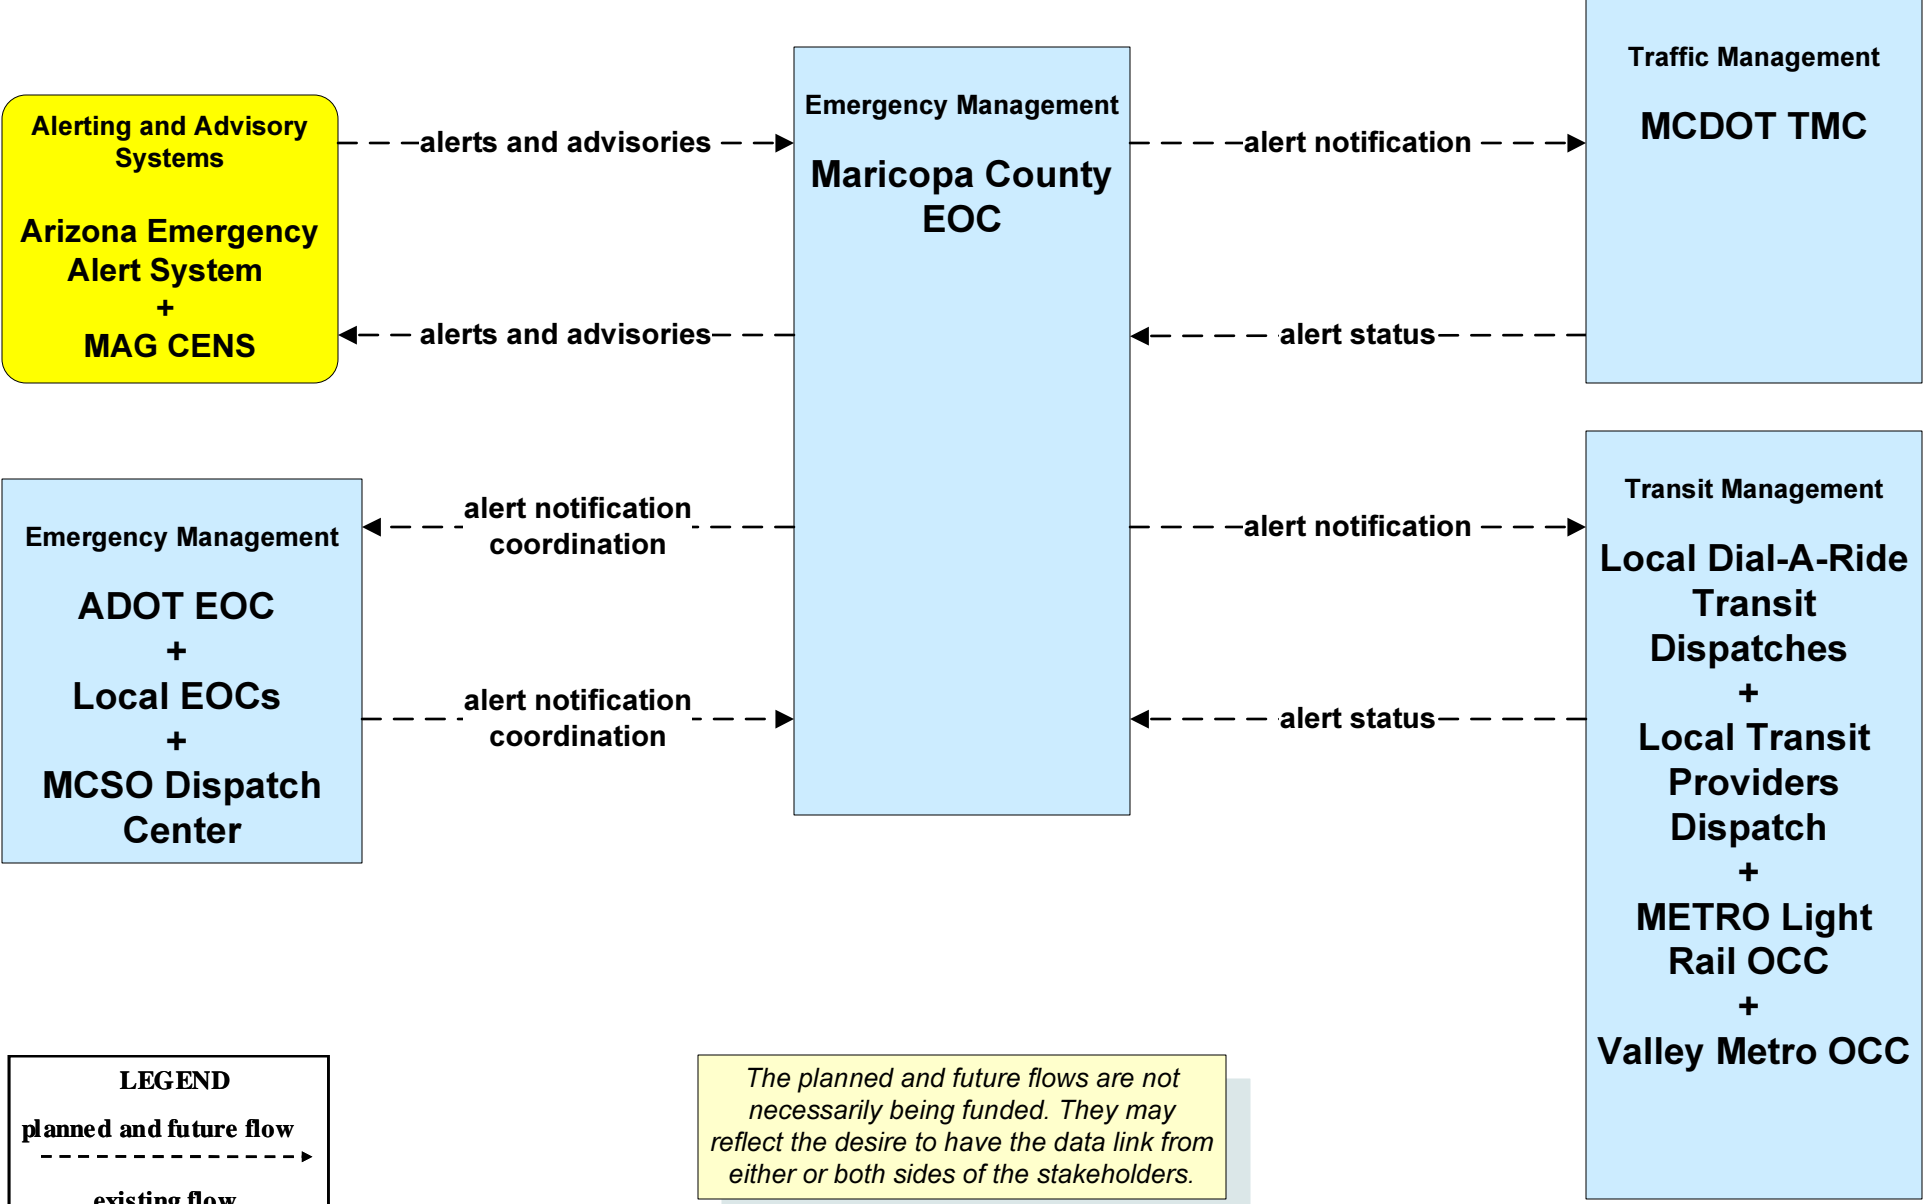 Alerting and Advisory
Systems
Arizona Emergency
Alert System
+
MAG CENS
alerts and advisories
alerts and advisories
Emergency Management
Maricopa County
EOC
alert notification
alert status
Traffic Management
MCDOT TMC
Emergency Management
ADOT EOC
+
Local EOCs
+
MCSO Dispatch
Center
alert notification
coordination
alert notification
coordination
alert notification
alert status
Transit Management
Local Dial-A-Ride
Transit
Dispatches
+
Local Transit
Providers
Dispatch
+
METRO Light
Rail OCC
+
Valley Metro OCC
LEGEND
planned and future flow
existing flow
The planned and future flows are not
necessarily being funded. They may
reflect the desire to have the data link from
either or both sides of the stakeholders.